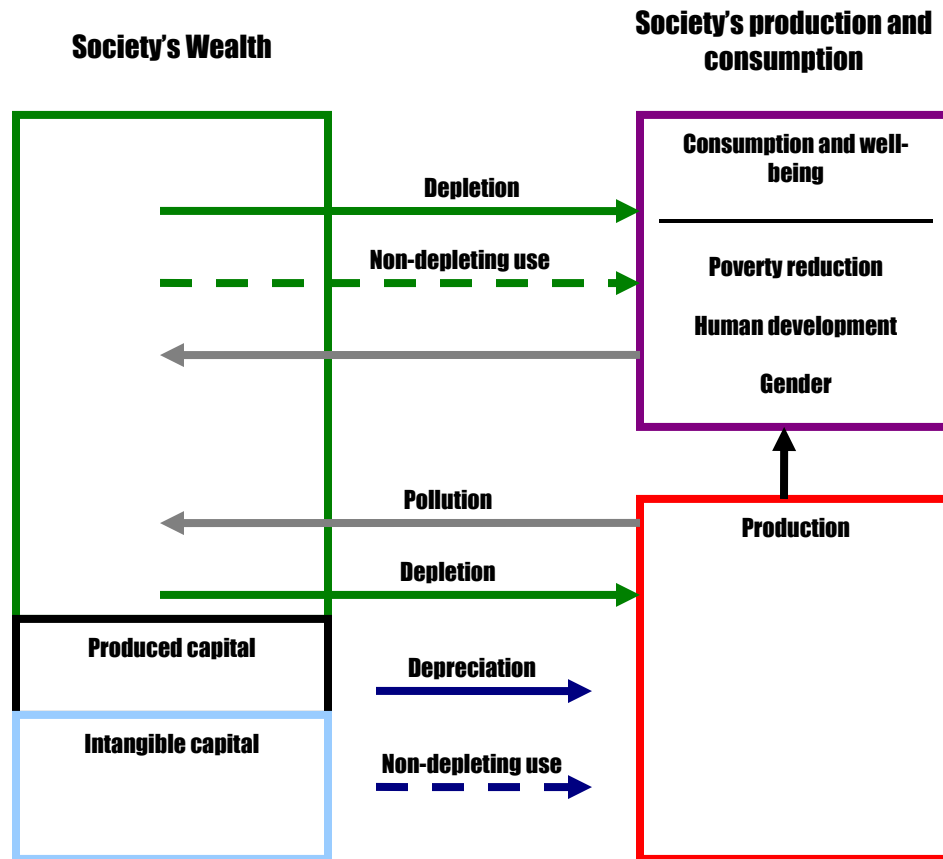 Society’s Wealth
Society’s production and
consumption
Consumption and well-
being
Depletion
Non-depleting use
Poverty reduction
Human development
Gender
Pollution
Production
Depletion
Produced capital
Depreciation
Intangible capital
Non-depleting use